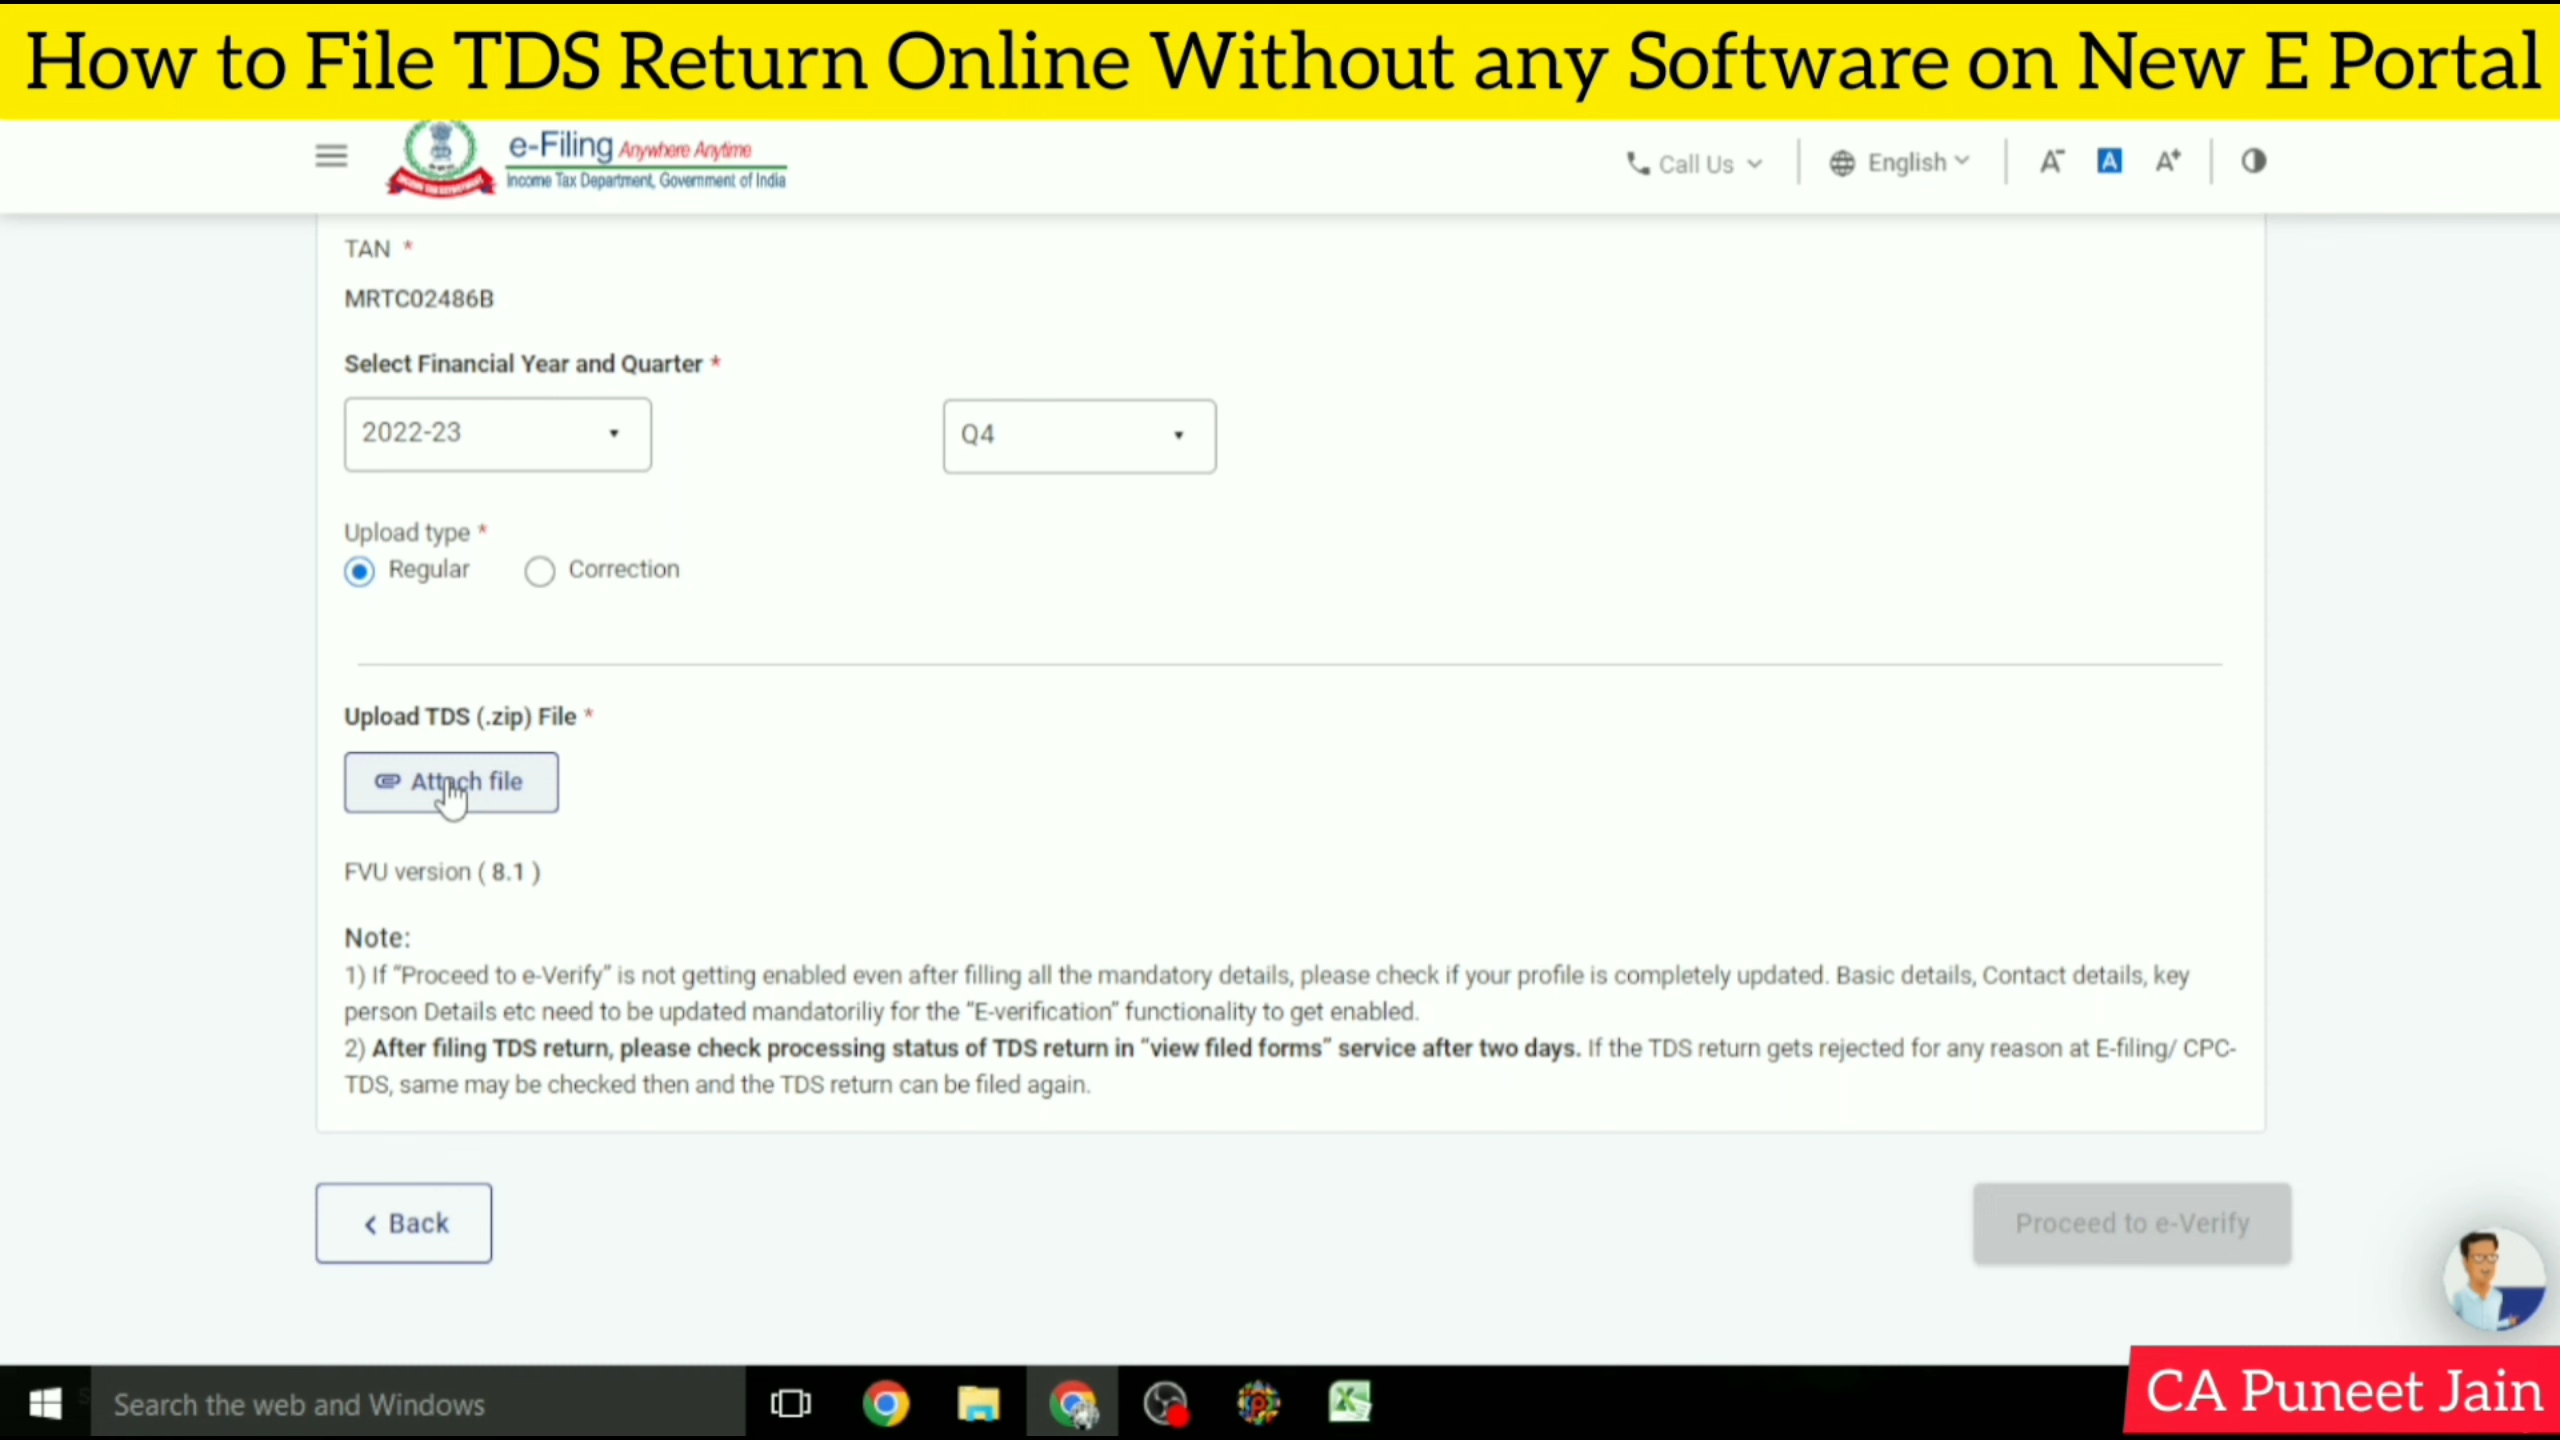 How to File TDS Return Online Without any Software on New E Portal
e-Filing Anywhere Anytime
Income Tax Department, Government of India
Call Us
English
A-
A
A+
TAN *
MRTC02486B
Select Financial Year and Quarter *
2022-23
Q4
Upload type *
Regular
Correction
Upload TDS (.zip) File *
Attach file
FVU version ( 8.1 )
Note:
1) If “Proceed to e-Verify” is not getting enabled even after filling all the mandatory details, please check if your profile is completely updated. Basic details, Contact details, key
person Details etc need to be updated mandatoriliy for the “E-verification” functionality to get enabled.
2) After filing TDS return, please check processing status of TDS return in “view filed forms” service after two days. If the TDS return gets rejected for any reason at E-filing/ CPC-
TDS, same may be checked then and the TDS return can be filed again.
< Back
Proceed to e-Verify
Search the web and Windows
CA Puneet Jain